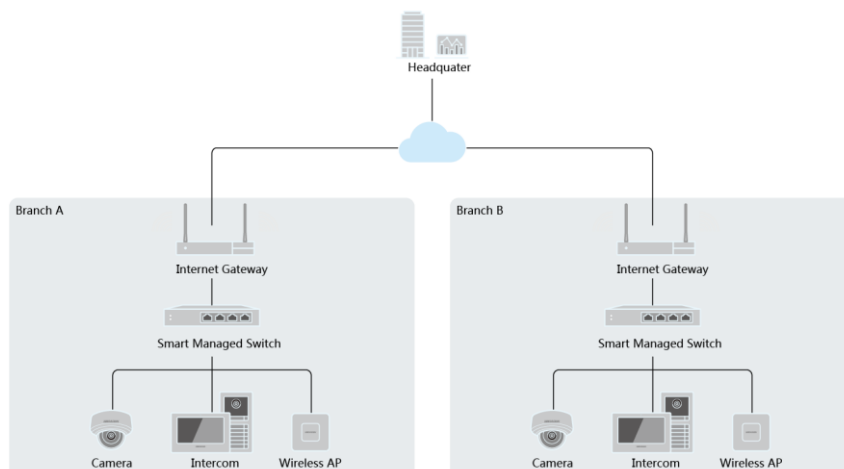 Headquater
Branch A
Branch B
Internet Gateway
Internet Gateway
Smart Managed Switch
Smart Managed Switch
Camera
Intercom
Wireless AP
Camera
Intercom
Wireless AP